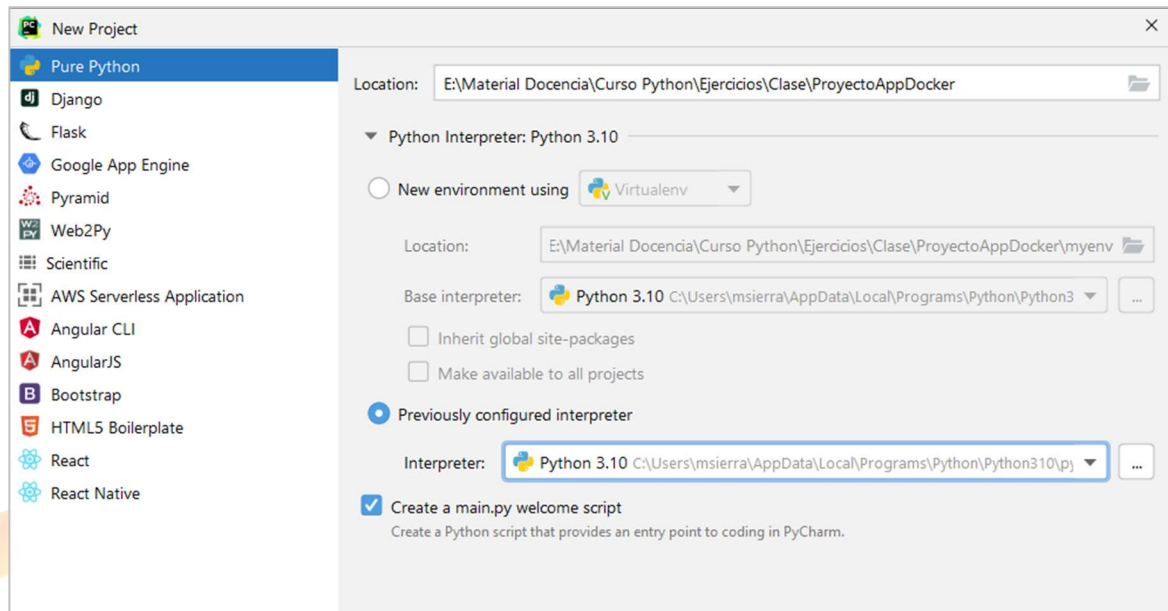 New Project
Pure Python
Django
Flask
Google App Engine
Pyramid
Web2Py
Scientific
AWS Serverless Application
Angular CLI
AngularJS
Bootstrap
HTML5 Boilerplate
React
React Native
Location: E:\Material Docencia\Curso Python\Ejercicios\Clase\ProyectoAppDocker
Python Interpreter: Python 3.10
New environment using Virtualenv
Location: E:\Material Docencia\Curso Python\Ejercicios\Clase\ProyectoAppDocker\myenv
Base interpreter: Python 3.10 C:\Users\msierra\AppData\Local\Programs\Python\Python3 ...
Inherit global site-packages
Make available to all projects
Previously configured interpreter
Interpreter: Python 3.10 C:\Users\msierra\AppData\Local\Programs\Python\Python310\py ...
Create a main.py welcome script
Create a Python script that provides an entry point to coding in PyCharm.